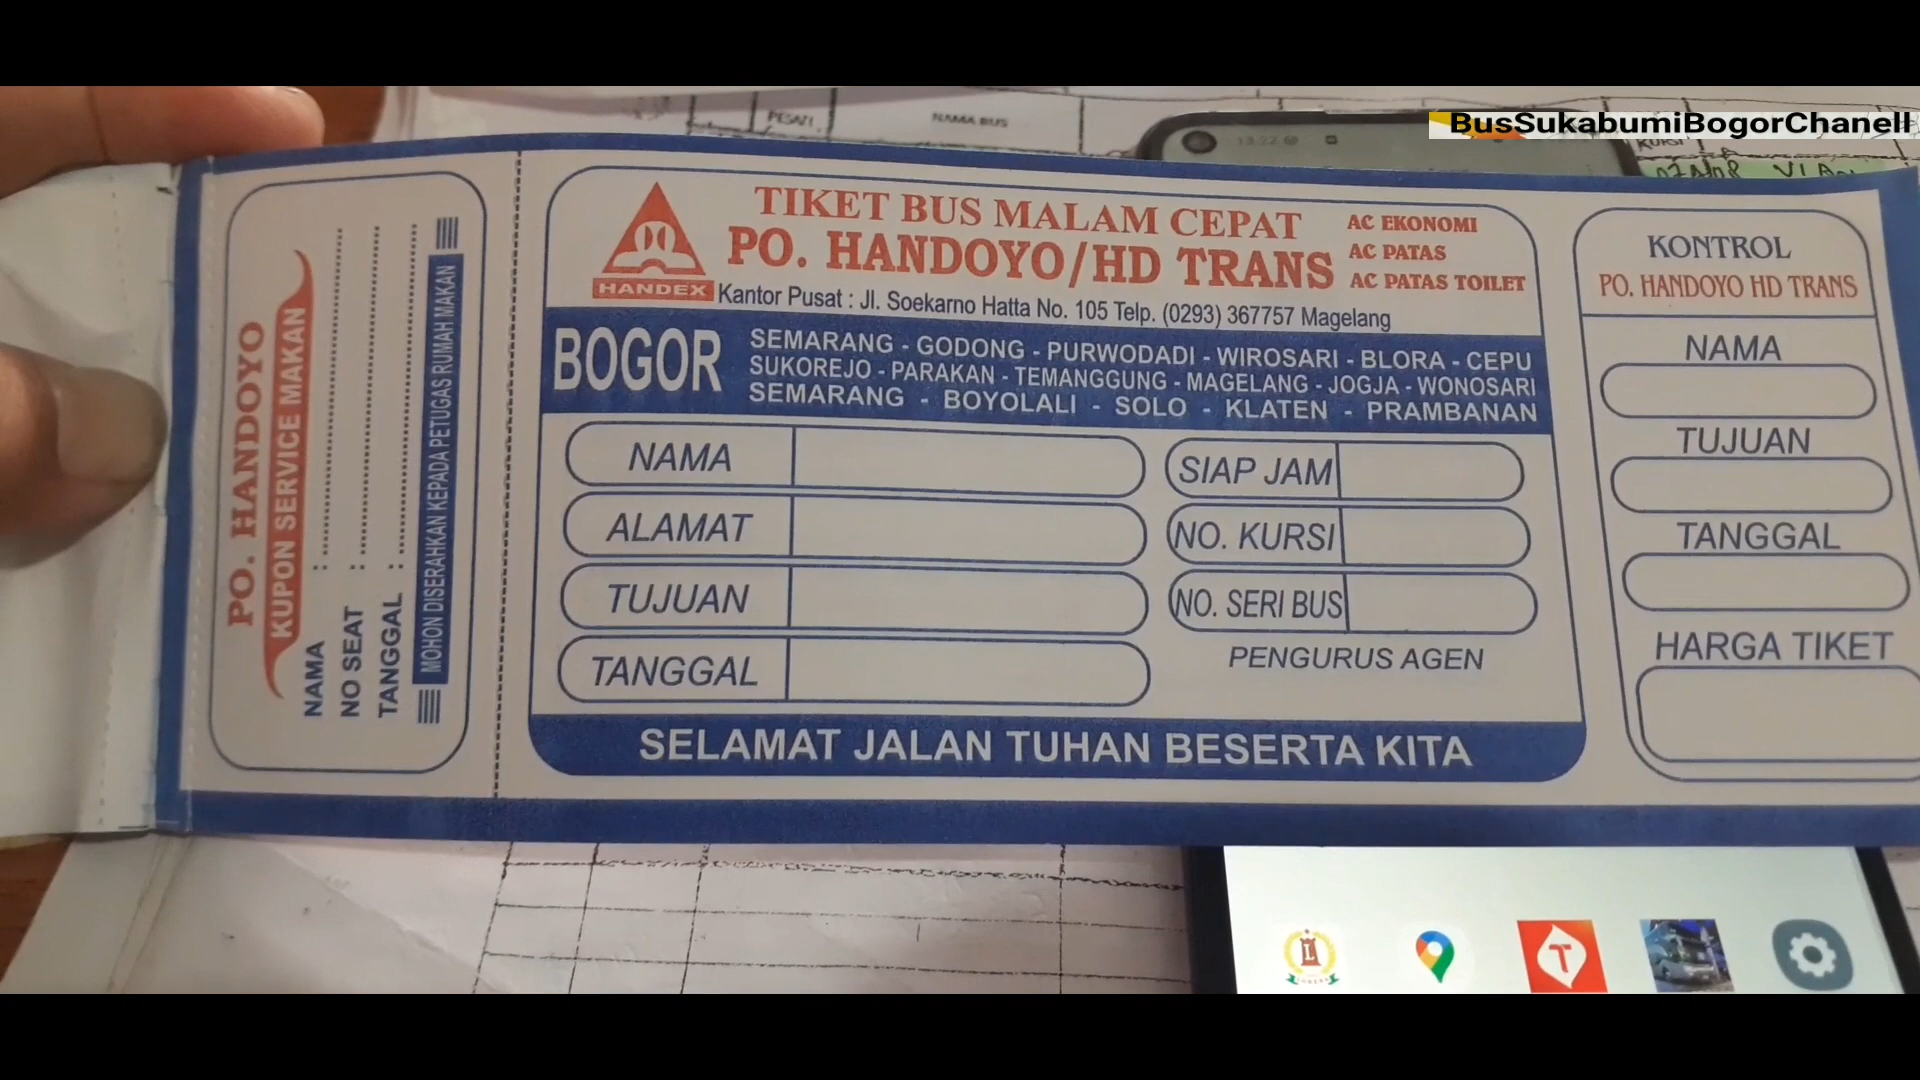 PESAN
NAMA BUS
13:22
BusSukabumiBogorChanell
KURSI
PO. HANDOYO
KUPON SERVICE MAKAN
NAMA :
NO SEAT :
TANGGAL :
MOHON DISERAHKAN KEPADA PETUGAS RUMAH MAKAN
HANDEX
TIKET BUS MALAM CEPAT
PO. HANDOYO/HD TRANS
AC EKONOMI
AC PATAS
AC PATAS TOILET
Kantor Pusat : Jl. Soekarno Hatta No. 105 Telp. (0293) 367757 Magelang
BOGOR
SEMARANG - GODONG - PURWODADI - WIROSARI - BLORA - CEPU
SUKOREJO - PARAKAN - TEMANGGUNG - MAGELANG - JOGJA - WONOSARI
SEMARANG - BOYOLALI - SOLO - KLATEN - PRAMBANAN
NAMA
ALAMAT
TUJUAN
TANGGAL
SIAP JAM
NO. KURSI
NO. SERI BUS
PENGURUS AGEN
SELAMAT JALAN TUHAN BESERTA KITA
KONTROL
PO. HANDOYO HD TRANS
NAMA
TUJUAN
TANGGAL
HARGA TIKET
L
T